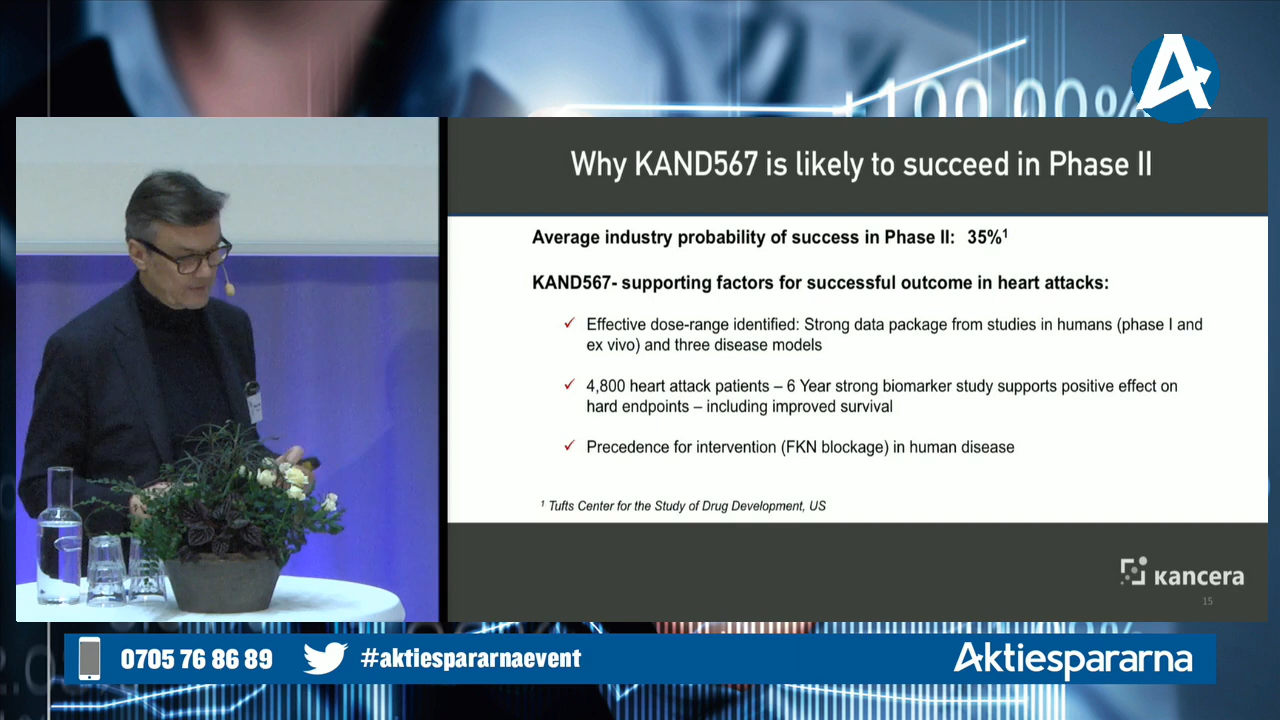 +100.00%
Why KAND567 is likely to succeed in Phase II
Average industry probability of success in Phase II: 35%¹
KAND567- supporting factors for successful outcome in heart attacks:
✓ Effective dose-range identified: Strong data package from studies in humans (phase I and
ex vivo) and three disease models
✓ 4,800 heart attack patients – 6 Year strong biomarker study supports positive effect on
hard endpoints – including improved survival
✓ Precedence for intervention (FKN blockage) in human disease
¹ Tufts Center for the Study of Drug Development, US
kancera
15
0705 76 86 89
#aktiespararnaevent
Aktiespararna